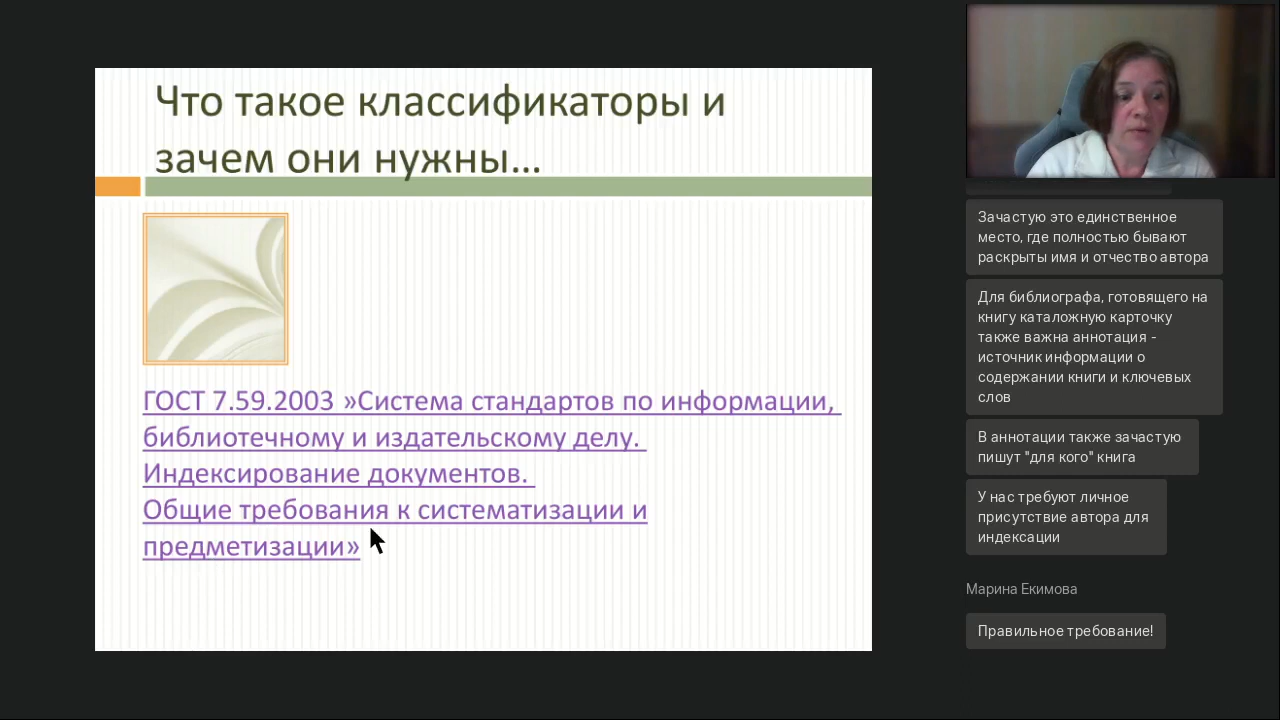 Что такое классификаторы и
зачем они нужны...
ГОСТ 7.59.2003 »Система стандартов по информации,
библиотечному и издательскому делу.
Индексирование документов.
Общие требования к систематизации и
предметизации»
Зачастую это единственное
место, где полностью бывают
раскрыты имя и отчество автора
Для библиографа, готовящего на
книгу каталожную карточку
также важна аннотация -
источник информации о
содержании книги и ключевых
слов
В аннотации также зачастую
пишут "для кого" книга
У нас требуют личное
присутствие автора для
индексации
Марина Екимова
Правильное требование!